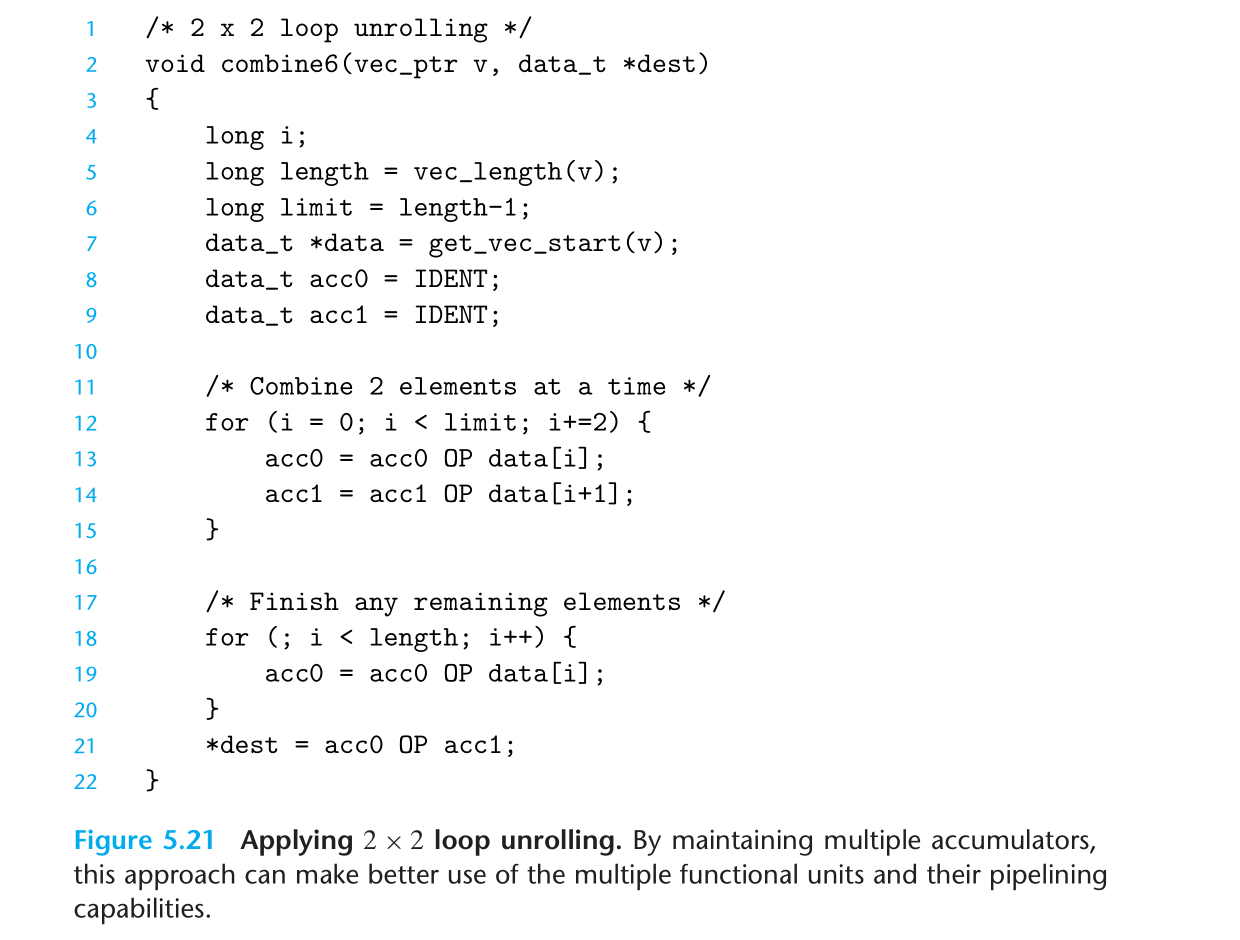 1 /* 2 x 2 loop unrolling */
2 void combine6(vec_ptr v, data_t *dest)
3 {
4     long i;
5     long length = vec_length(v);
6     long limit = length-1;
7     data_t *data = get_vec_start(v);
8     data_t acc0 = IDENT;
9     data_t acc1 = IDENT;
10
11     /* Combine 2 elements at a time */
12     for (i = 0; i < limit; i+=2) {
13         acc0 = acc0 OP data[i];
14         acc1 = acc1 OP data[i+1];
15     }
16
17     /* Finish any remaining elements */
18     for (; i < length; i++) {
19         acc0 = acc0 OP data[i];
20     }
21     *dest = acc0 OP acc1;
22 }
Figure 5.21 Applying 2 × 2 loop unrolling. By maintaining multiple accumulators,
this approach can make better use of the multiple functional units and their pipelining
capabilities.